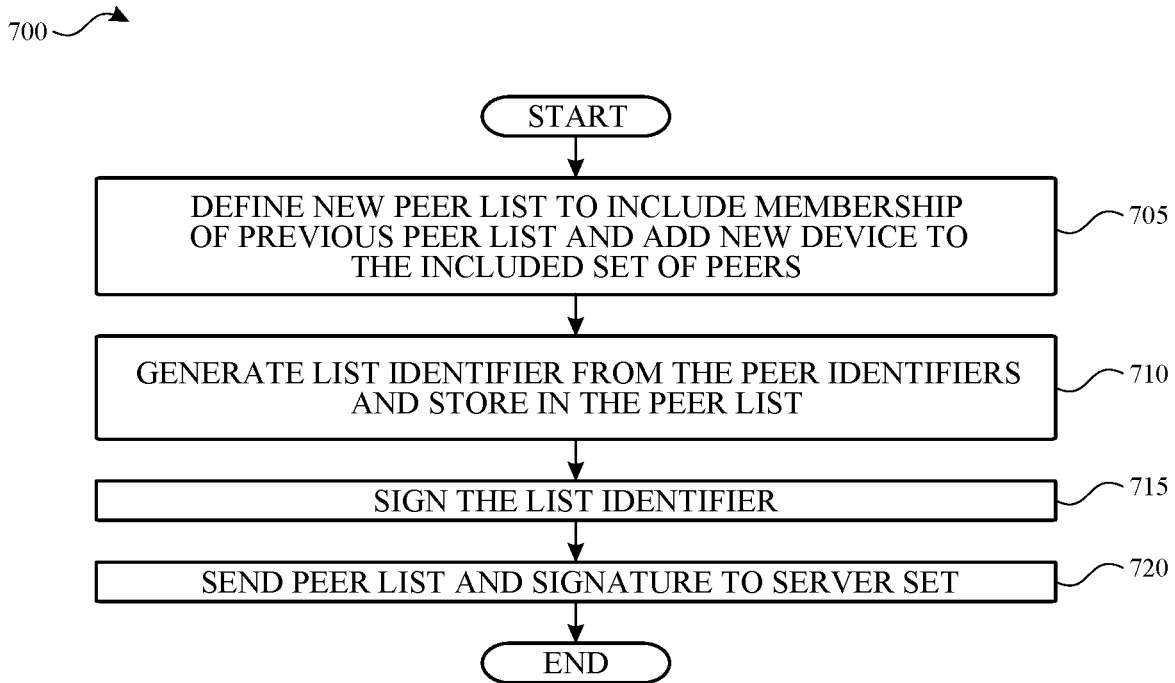 700
START
DEFINE NEW PEER LIST TO INCLUDE MEMBERSHIP
OF PREVIOUS PEER LIST AND ADD NEW DEVICE TO
THE INCLUDED SET OF PEERS
705
GENERATE LIST IDENTIFIER FROM THE PEER IDENTIFIERS
AND STORE IN THE PEER LIST
710
SIGN THE LIST IDENTIFIER
715
SEND PEER LIST AND SIGNATURE TO SERVER SET
720
END